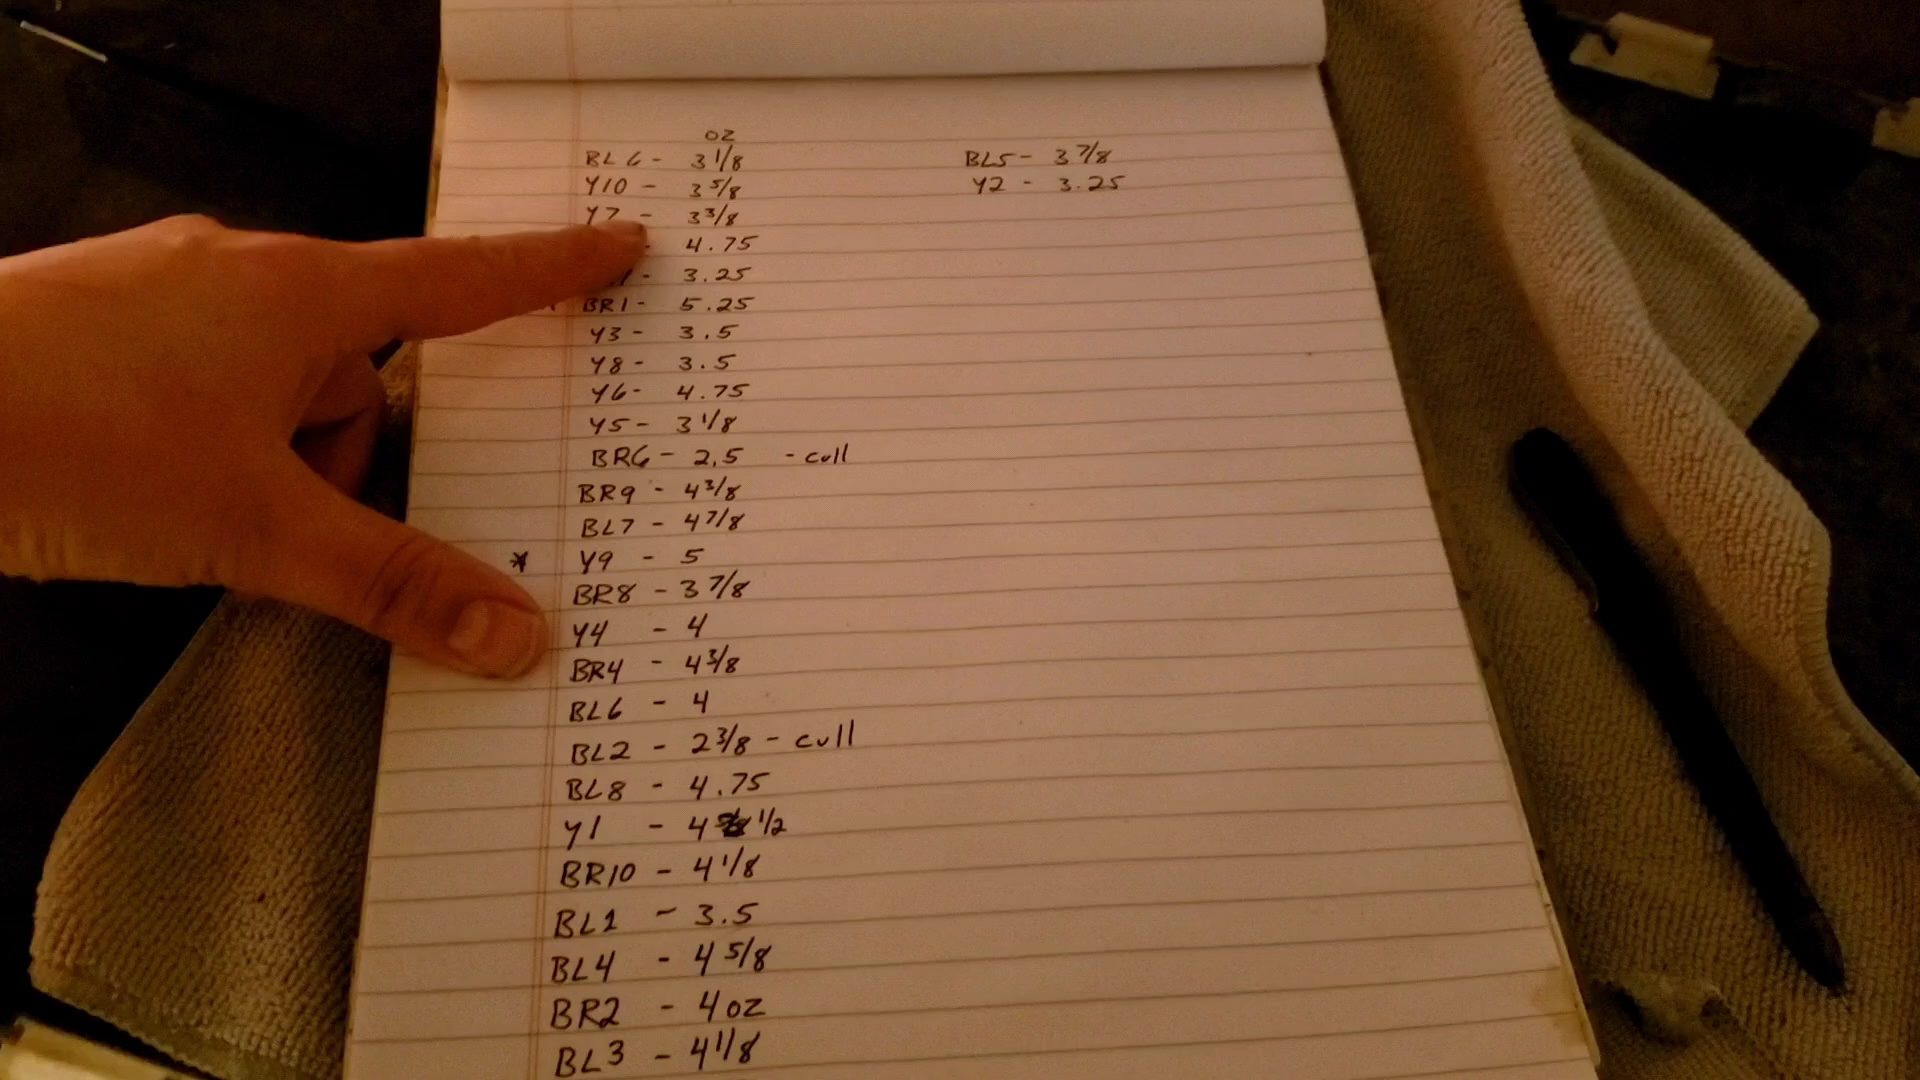 oz
BL6 - 3 1/8
Y10 - 3 5/8
Y7 - 3 3/8
- 4.75
- 3.25
BR1 - 5.25
Y3 - 3.5
Y8 - 3.5
Y6 - 4.75
Y5 - 3 1/8
BR6 - 2.5 - cull
BR9 - 4 3/8
BL7 - 4 7/8
* Y9 - 5
BR8 - 3 7/8
Y4 - 4
BR4 - 4 3/8
BL6 - 4
BL2 - 2 3/8 - cull
BL8 - 4.75
Y1 - 4 1/2
BR10 - 4 1/8
BL1 - 3.5
BL4 - 4 5/8
BR2 - 4 oz
BL3 - 4 1/8
BL5 - 3 7/8
Y2 - 3.25